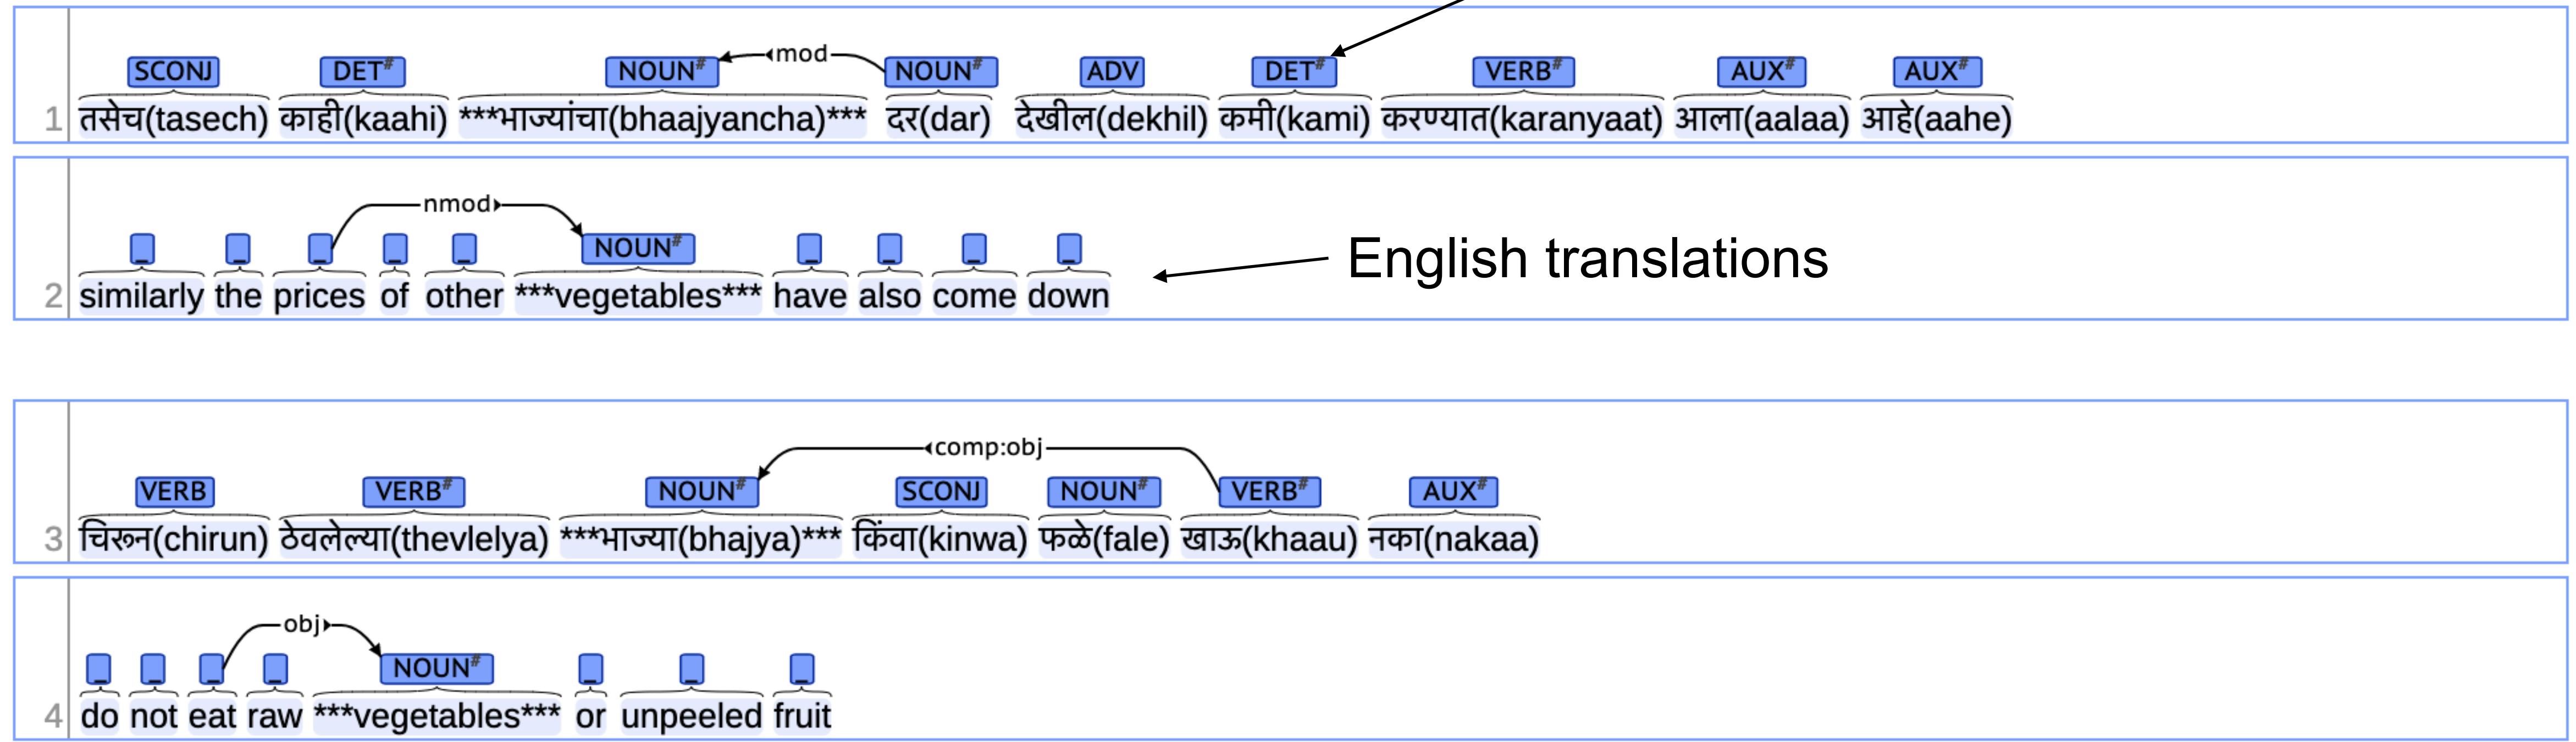 mod
SCONJ DET# NOUN# NOUN# ADV DET# VERB# AUX# AUX#
1 तसेच(tasech) काही(kaahi) ***भाज्यांचा(bhaajyancha)*** दर(dar) देखील(dekhil) कमी(kami) करण्यात(karanyaat) आला(aalaa) आहे(aahe)
nmod
_ _ _ _ _ NOUN# _ _ _ _
2 similarly the prices of other ***vegetables*** have also come down
English translations
comp:obj
VERB VERB# NOUN# SCONJ NOUN# VERB# AUX#
3 चिरून(chirun) ठेवलेल्या(thevlelya) ***भाज्या(bhajya)*** किंवा(kinwa) फळे(fale) खाऊ(khaau) नका(nakaa)
obj
_ _ _ _ NOUN# _ _ _
4 do not eat raw ***vegetables*** or unpeeled fruit